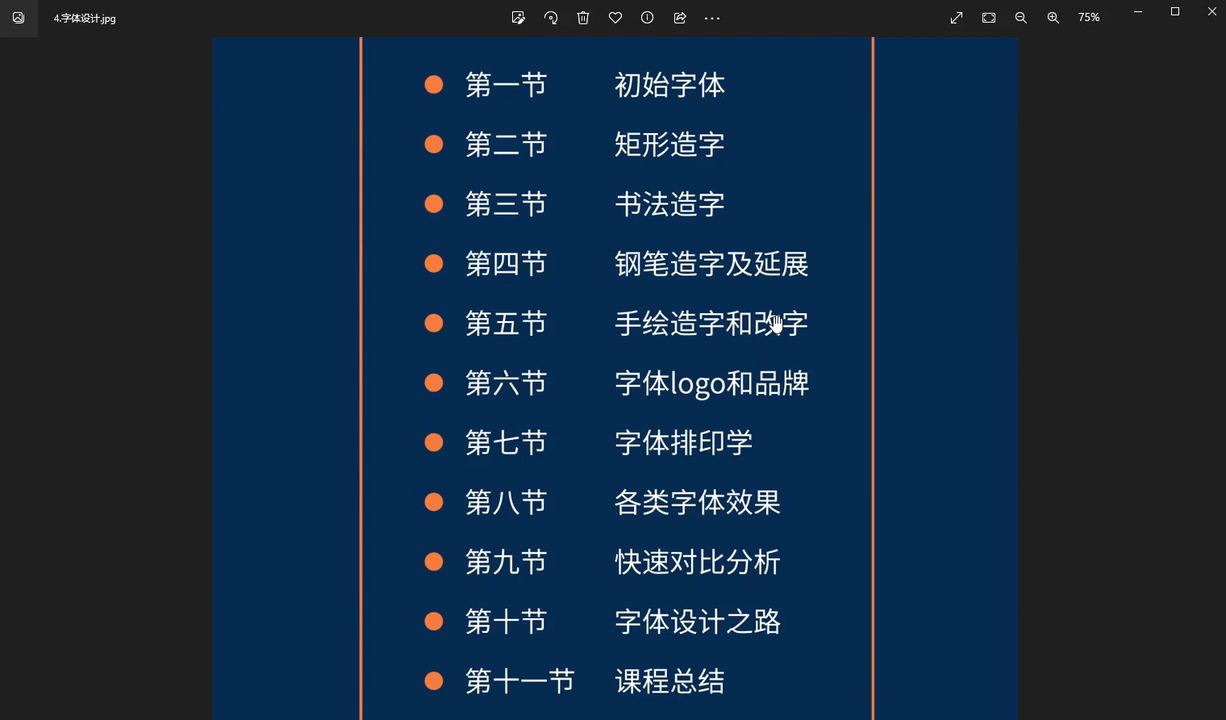 4.字体设计.jpg
75%
第一节 初始字体
第二节 矩形造字
第三节 书法造字
第四节 钢笔造字及延展
第五节 手绘造字和改字
第六节 字体logo和品牌
第七节 字体排印学
第八节 各类字体效果
第九节 快速对比分析
第十节 字体设计之路
第十一节 课程总结